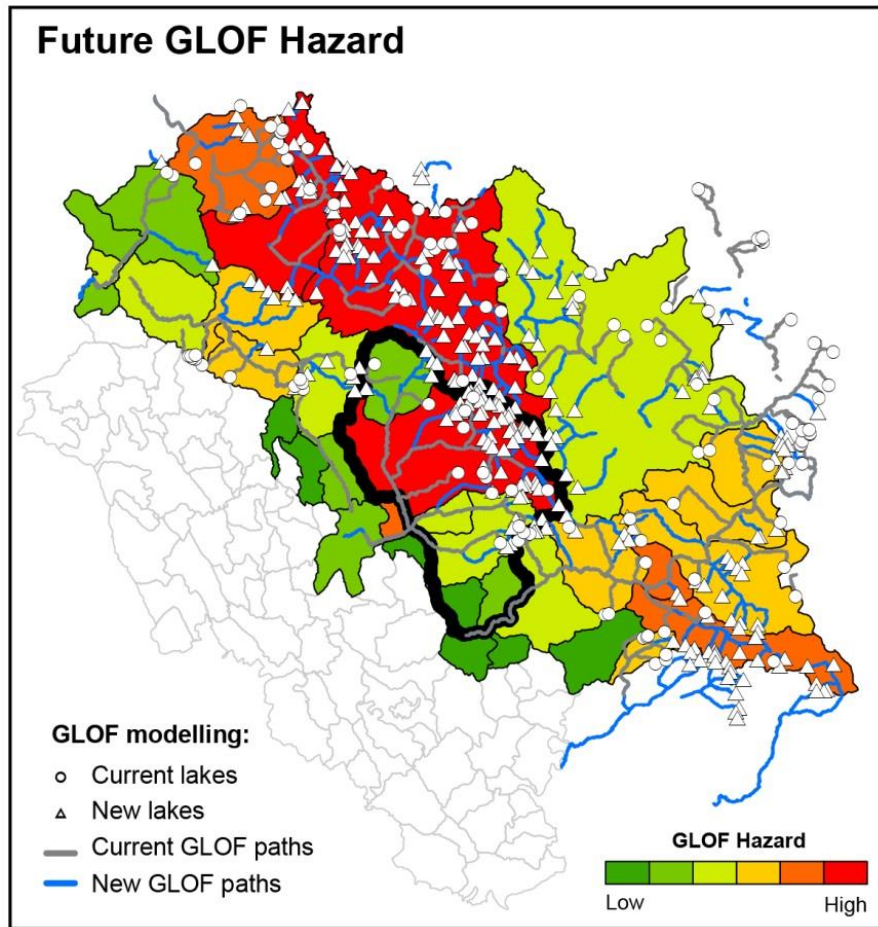 Future GLOF Hazard
GLOF modelling:
Current lakes
New lakes
Current GLOF paths
New GLOF paths
GLOF Hazard
Low High